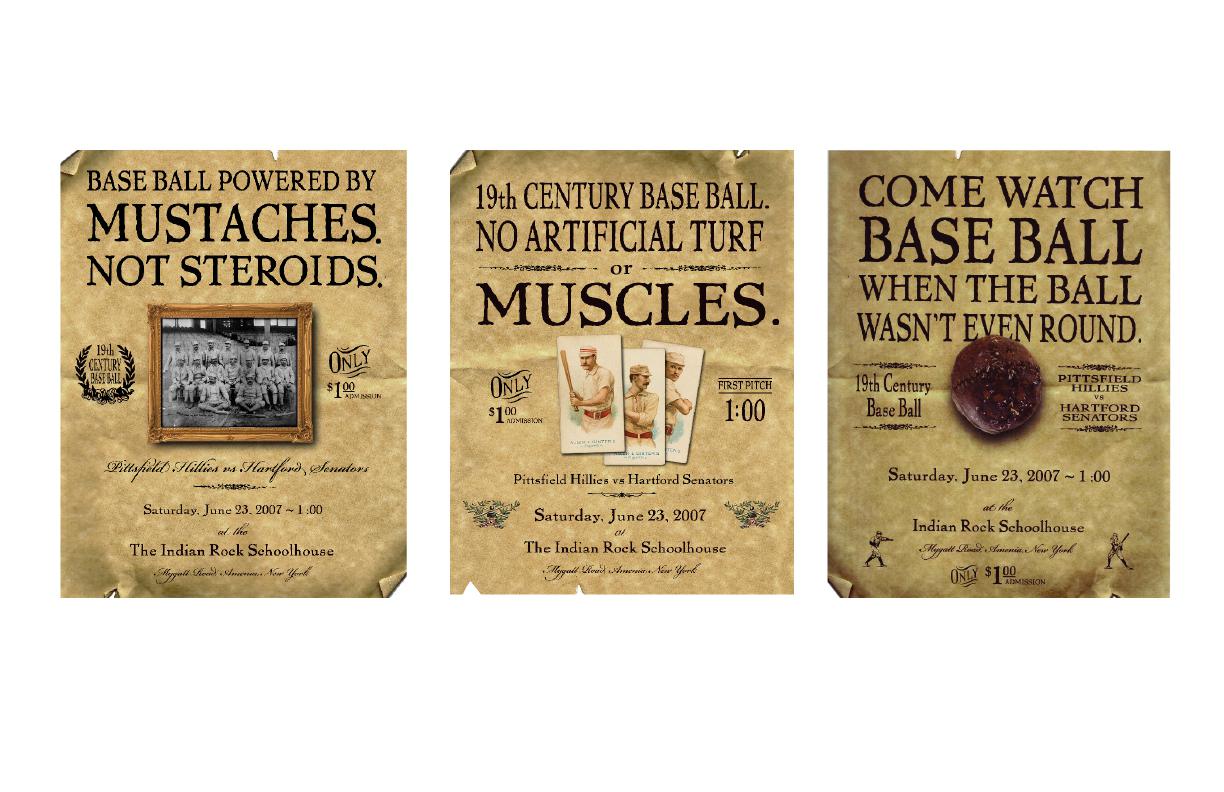 BASE BALL POWERED BY
MUSTACHES.
NOT STEROIDS.
19th
CENTURY
BASE BALL
ONLY
$1.00
ADMISSION
Pittsfield Hillies vs Hartford Senators
Saturday, June 23, 2007 ~ 1:00
at the
The Indian Rock Schoolhouse
Mygatt Road, Amenia, New York
19th CENTURY BASE BALL.
NO ARTIFICIAL TURF
or
MUSCLES.
ONLY
$1.00
ADMISSION
FIRST PITCH
1:00
Pittsfield Hillies vs Hartford Senators
Saturday, June 23, 2007
at
The Indian Rock Schoolhouse
Mygatt Road, Amenia, New York
COME WATCH
BASE BALL
WHEN THE BALL
WASN'T EVEN ROUND.
19th Century
Base Ball
PITTSFIELD
HILLIES
VS
HARTFORD
SENATORS
Saturday, June 23, 2007 ~ 1:00
at the
Indian Rock Schoolhouse
Mygatt Road, Amenia, New York
ONLY $1.00
ADMISSION